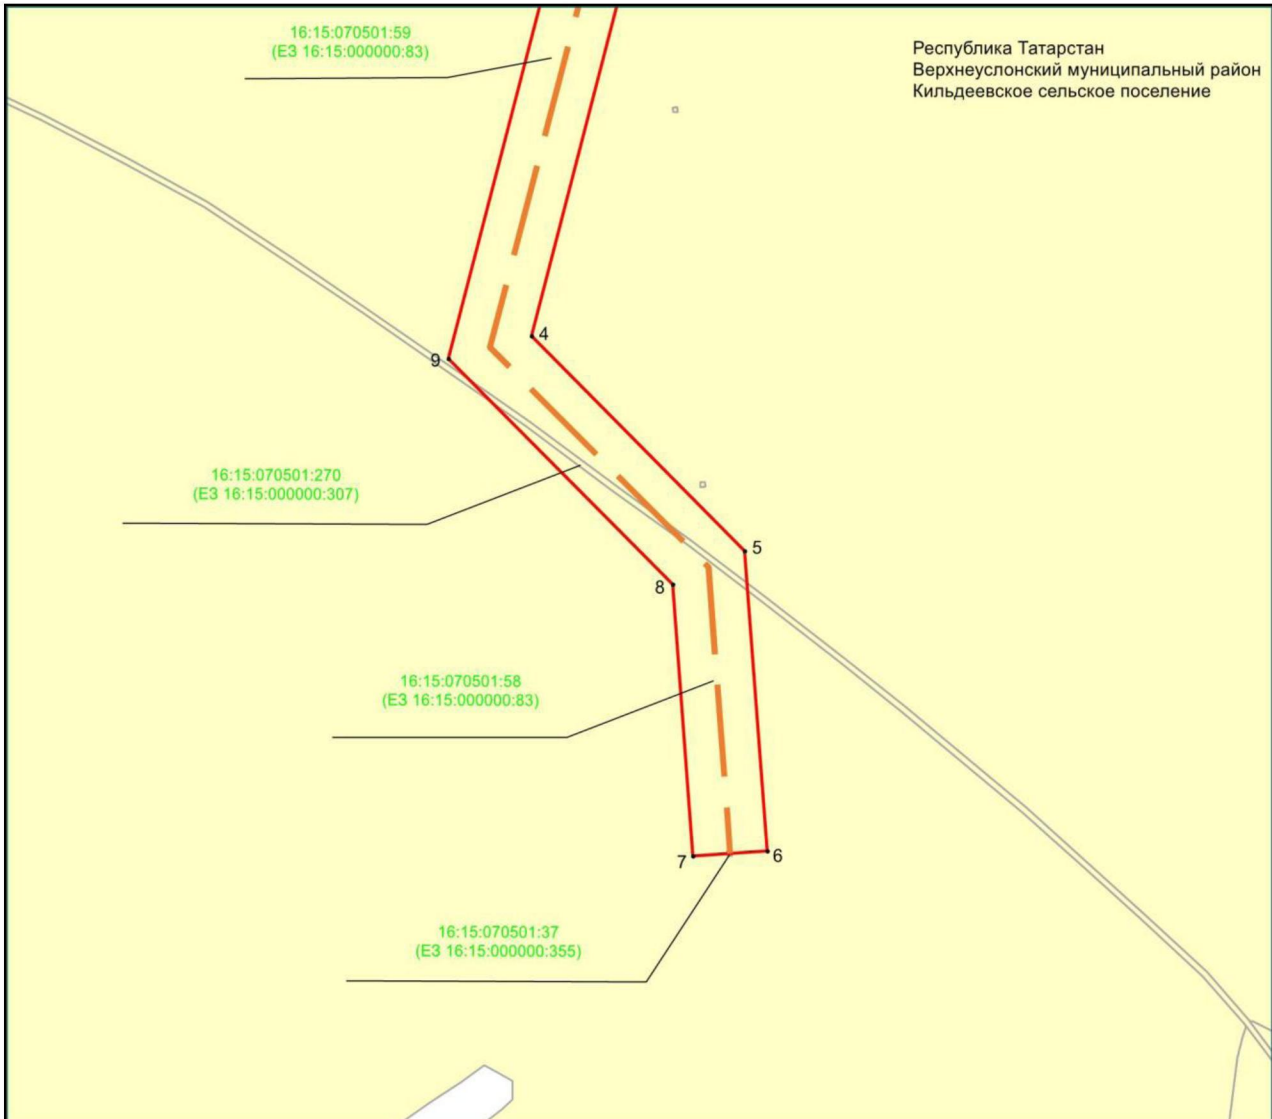 16:15:070501:59
(ЕЗ 16:15:000000:83)
Республика Татарстан
Верхнеуслонский муниципальный район
Кильдеевское сельское поселение
4
9
16:15:070501:270
(ЕЗ 16:15:000000:307)
5
8
16:15:070501:58
(ЕЗ 16:15:000000:83)
7
6
16:15:070501:37
(ЕЗ 16:15:000000:355)